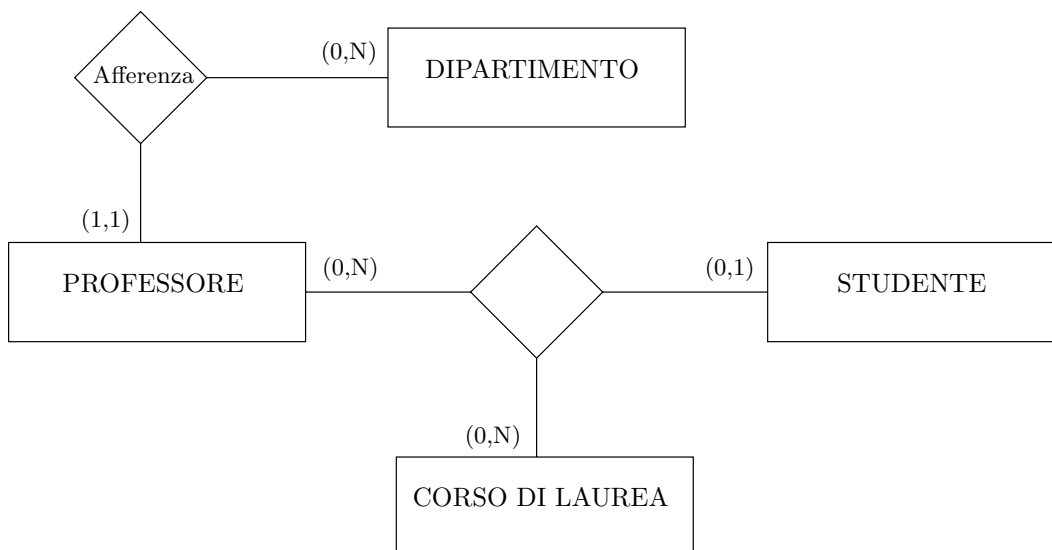 (0,N)
DIPARTIMENTO
Afferenza
(1,1)
PROFESSORE
(0,N)
(0,1)
STUDENTE
(0,N)
CORSO DI LAUREA